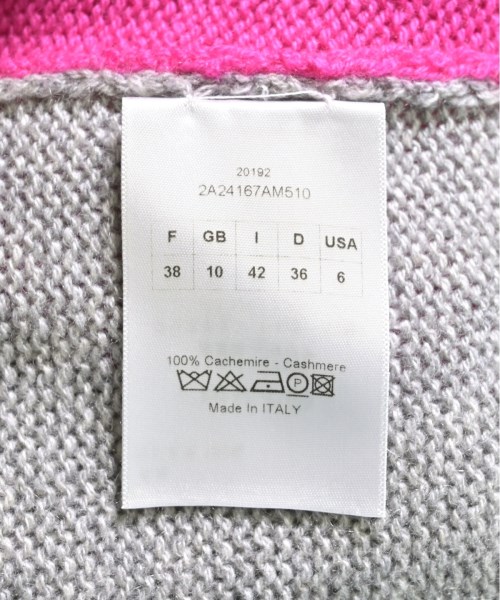 20192
2A24167AM510
F GB I D USA
38 10 42 36 6
100% Cachemire - Cashmere
P
Made In ITALY